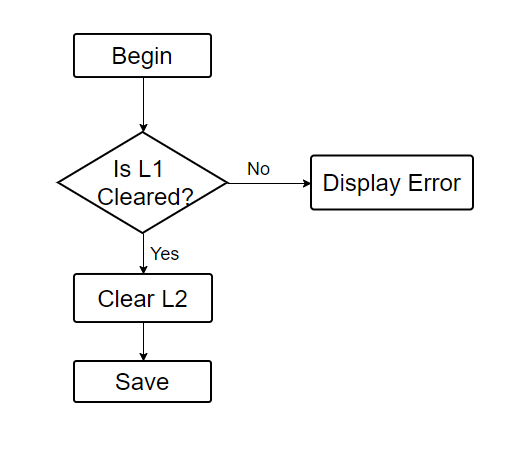 Begin
Is L1
Cleared?
No
Display Error
Yes
Clear L2
Save